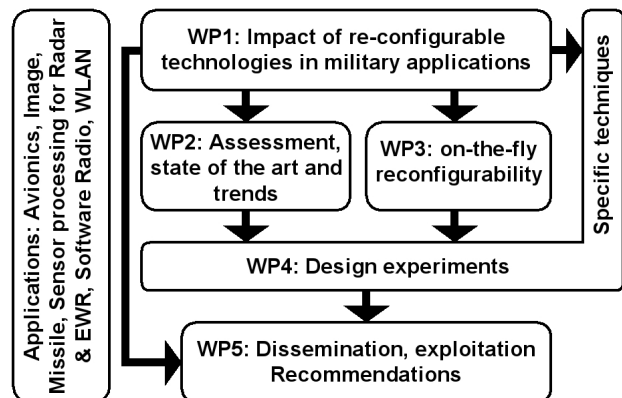 Applications: Avionics, Image,
Missile, Sensor processing for Radar
& EWR, Software Radio, WLAN
WP1: Impact of re-configurable
technologies in military applications
WP2: Assessment,
state of the art and
trends
WP3: on-the-fly
reconfigurability
Specific techniques
WP4: Design experiments
WP5: Dissemination, exploitation
Recommendations